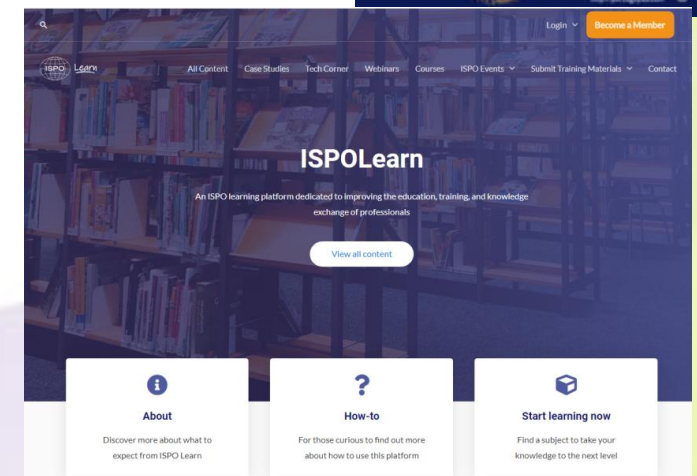 Login
Become a Member
ISPO Learn
All Content Case Studies Tech Corner Webinars Courses ISPO Events Submit Training Materials Contact
ISPOLearn
An ISPO learning platform dedicated to improving the education, training, and knowledge
exchange of professionals
View all content
About
Discover more about what to
expect from ISPO Learn
How-to
For those curious to find out more
about how to use this platform
Start learning now
Find a subject to take your
knowledge to the next level